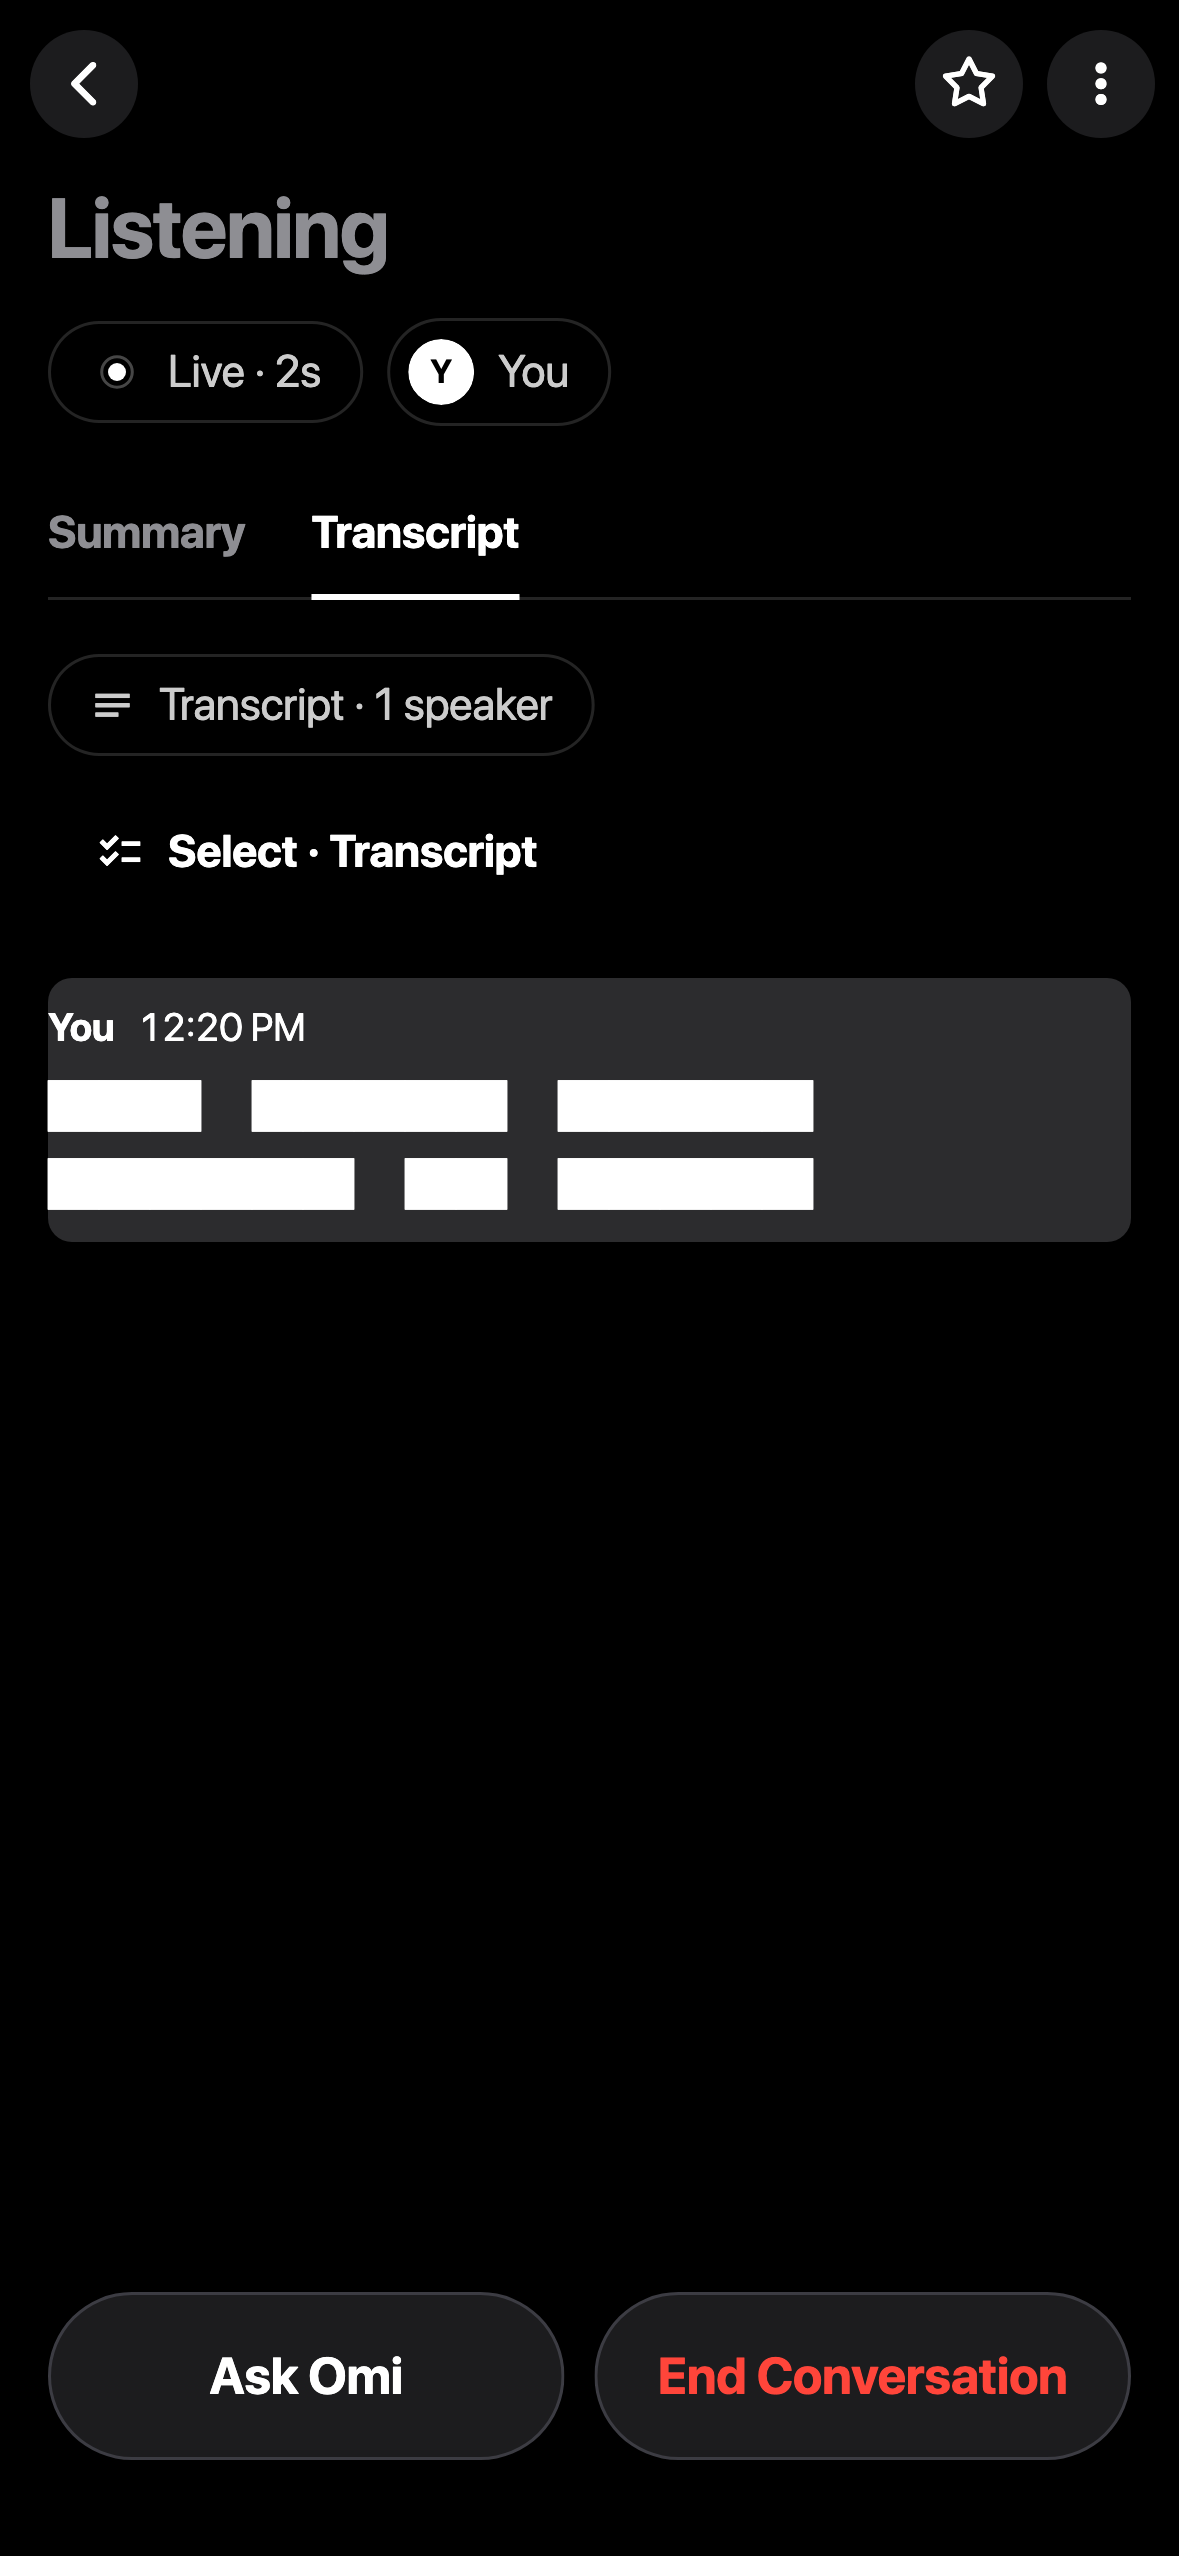 Listening
Live · 2s
Y You
Summary Transcript
Transcript · 1 speaker
Select · Transcript
You 12:20 PM
Ask Omi
End Conversation